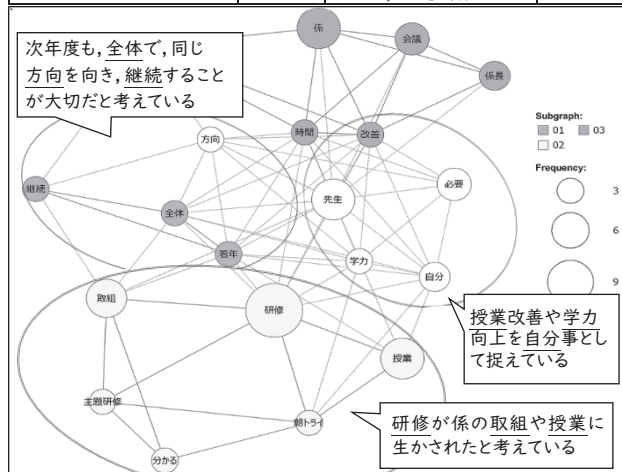 係
会議
係長
次年度も,全体で,同じ
方向を向き,継続すること
が大切だと考えている
Subgraph:
01 03
02
時間
改善
方向
Frequency:
必要
継続
3
先生
全体
6
若年
学力
自分
9
取組
研修
授業改善や学力
向上を自分事とし
て捉えている
授業
主題研修
朝トライ
研修が係の取組や授業に
生かされたと考えている
分かる